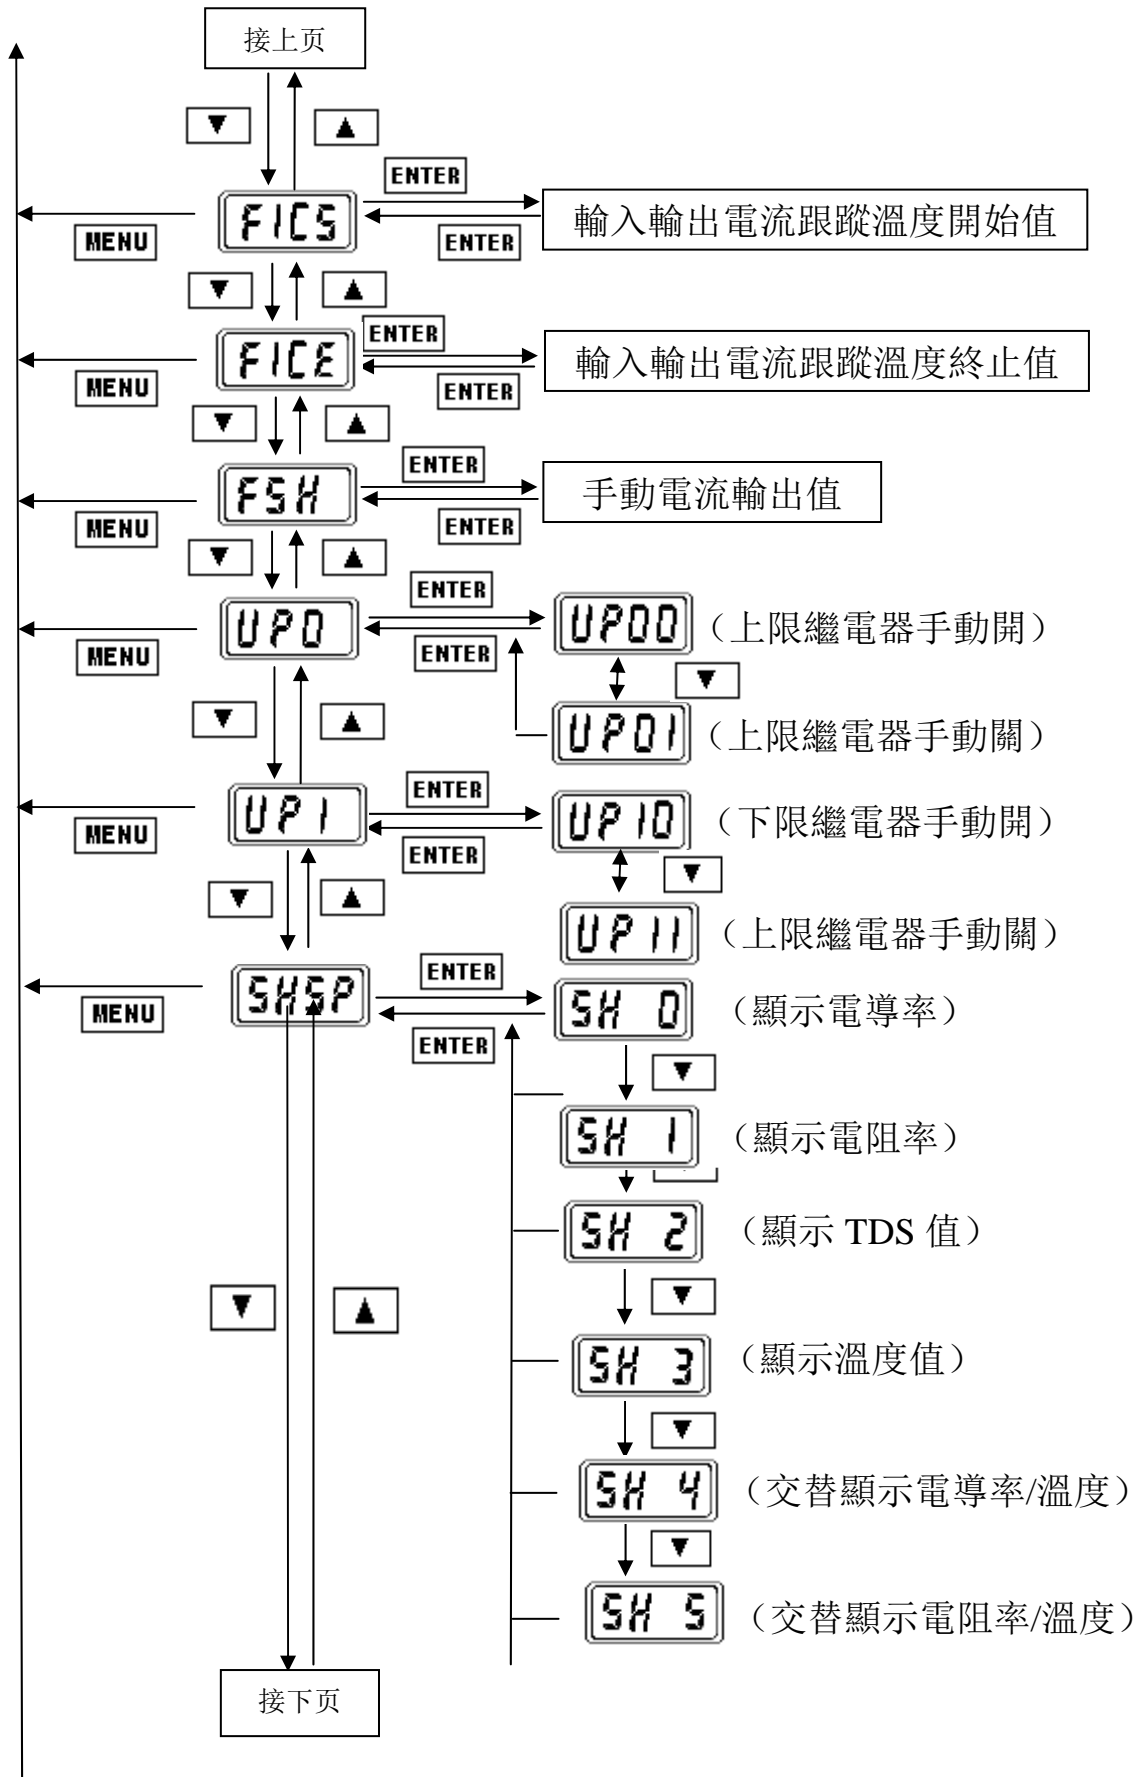 接上页
▼
▲
ENTER
FICS
輸入輸出電流跟蹤溫度開始值
MENU
ENTER
▼
▲
ENTER
FICE
輸入輸出電流跟蹤溫度終止值
MENU
ENTER
▼
▲
ENTER
FSH
手動電流輸出值
MENU
ENTER
▼
▲
ENTER
UP0
UP00
（上限繼電器手動開）
MENU
ENTER
▼
▼
▲
UP01
（上限繼電器手動關）
ENTER
UP1
UP10
（下限繼電器手動開）
MENU
ENTER
▼
▼
▲
UP11
（上限繼電器手動關）
ENTER
SHSP
SH 0
（顯示電導率）
MENU
ENTER
▼
SH 1
（顯示電阻率）
SH 2
（顯示 TDS 值）
▼
▲
▼
SH 3
（顯示溫度值）
▼
SH 4
（交替顯示電導率/溫度）
▼
SH 5
（交替顯示電阻率/溫度）
接下页